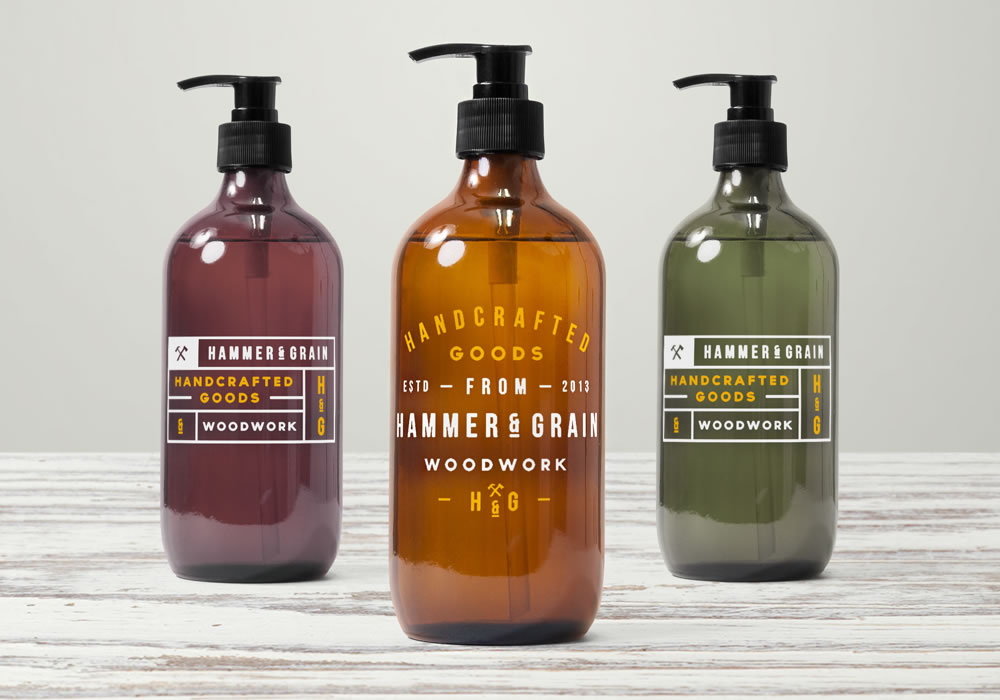 HAMMER & GRAIN
HANDCRAFTED
GOODS
H
&
G
&
WOODWORK
HANDCRAFTED
GOODS
ESTD — FROM — 2013
HAMMER & GRAIN
WOODWORK
— H & G —
HAMMER & GRAIN
HANDCRAFTED
GOODS
H
&
G
&
WOODWORK